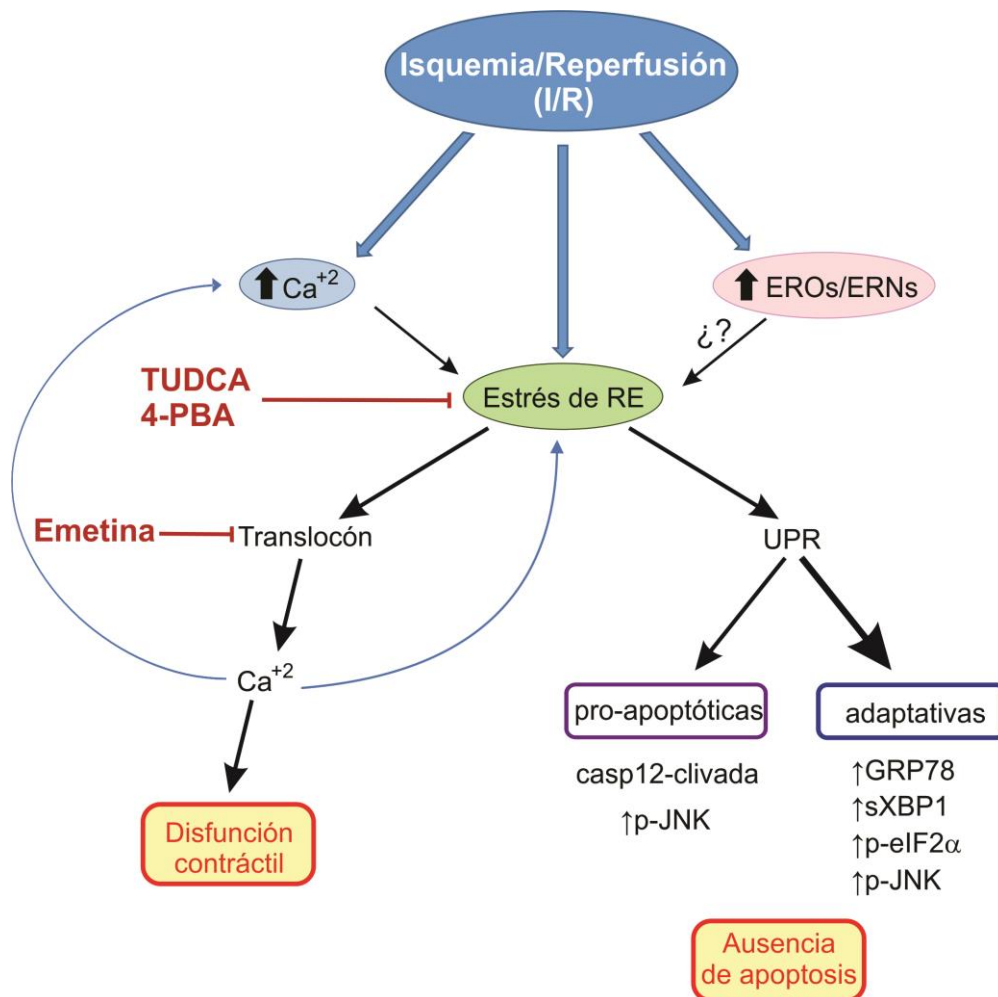 Isquemia/Reperfusión
(I/R)
↑ Ca+2
↑ EROs/ERNs
¿?
TUDCA
4-PBA
Estrés de RE
Emetina
Translocón
UPR
Ca+2
pro-apoptóticas
adaptativas
casp12-clivada
↑p-JNK
↑GRP78
↑sXBP1
↑p-eIF2α
↑p-JNK
Disfunción
contráctil
Ausencia
de apoptosis